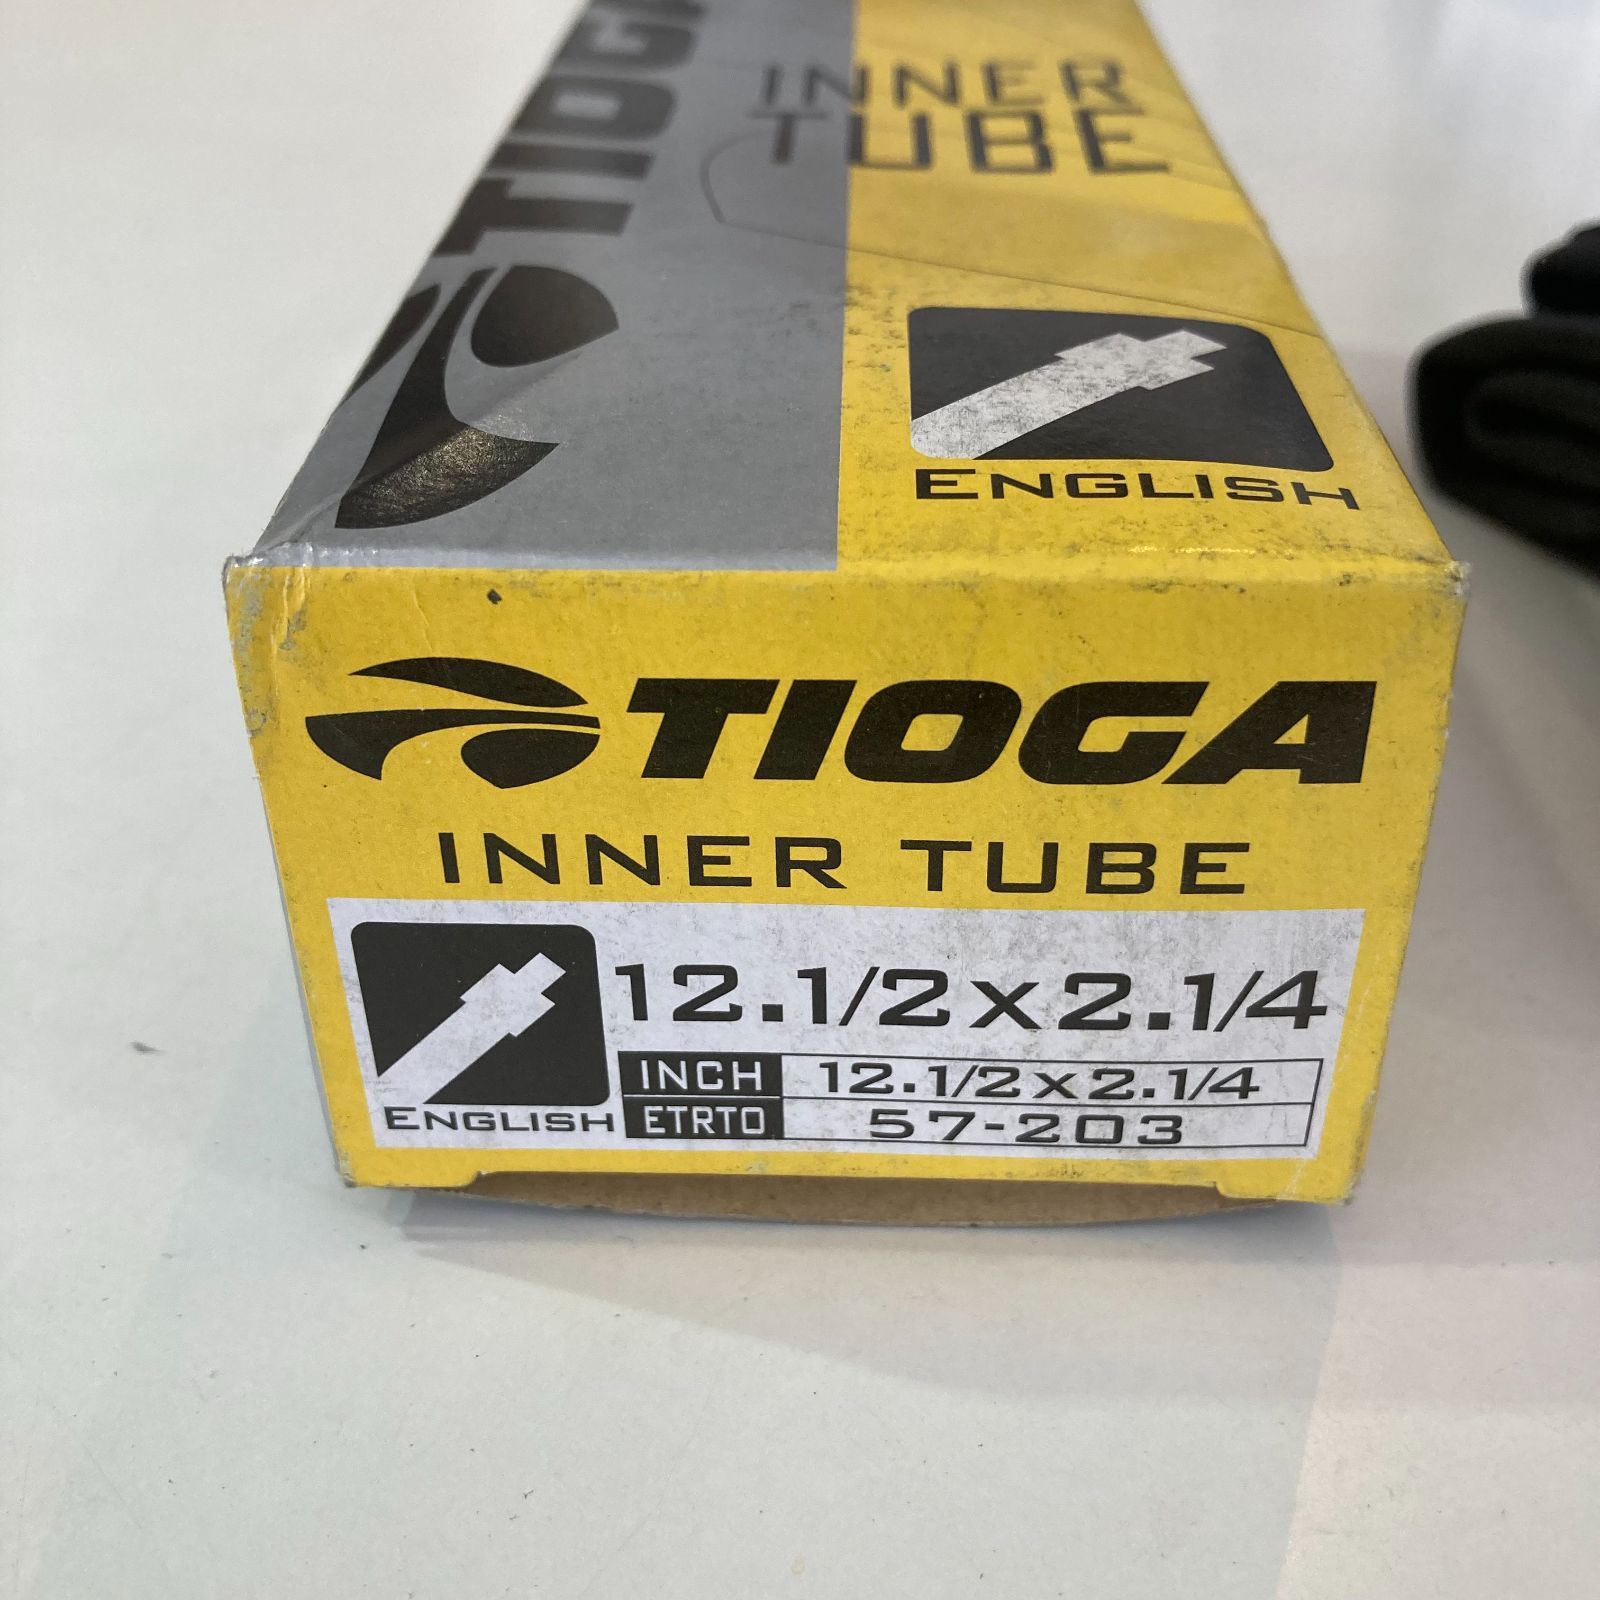 TIOGA
INNER
TUBE
ENGLISH
TIOGA
INNER TUBE
12.1/2x2.1/4
INCH 12.1/2x2.1/4
ETRTO 57-203
ENGLISH